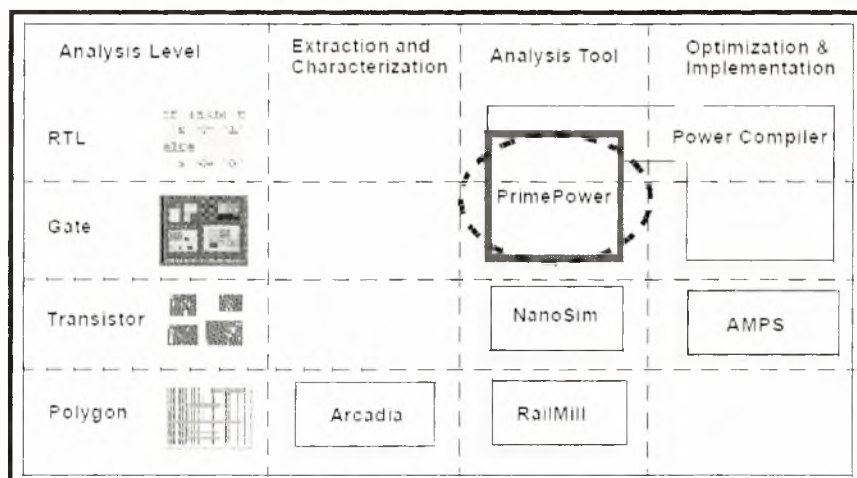 Analysis Level
Extraction and
Characterization
Analysis Tool
Optimization &
Implementation
RTL
else
Power Compiler
PrimePower
Gate
Transistor
NanoSim
AMPS
Polygon
Arcadia
RailMill